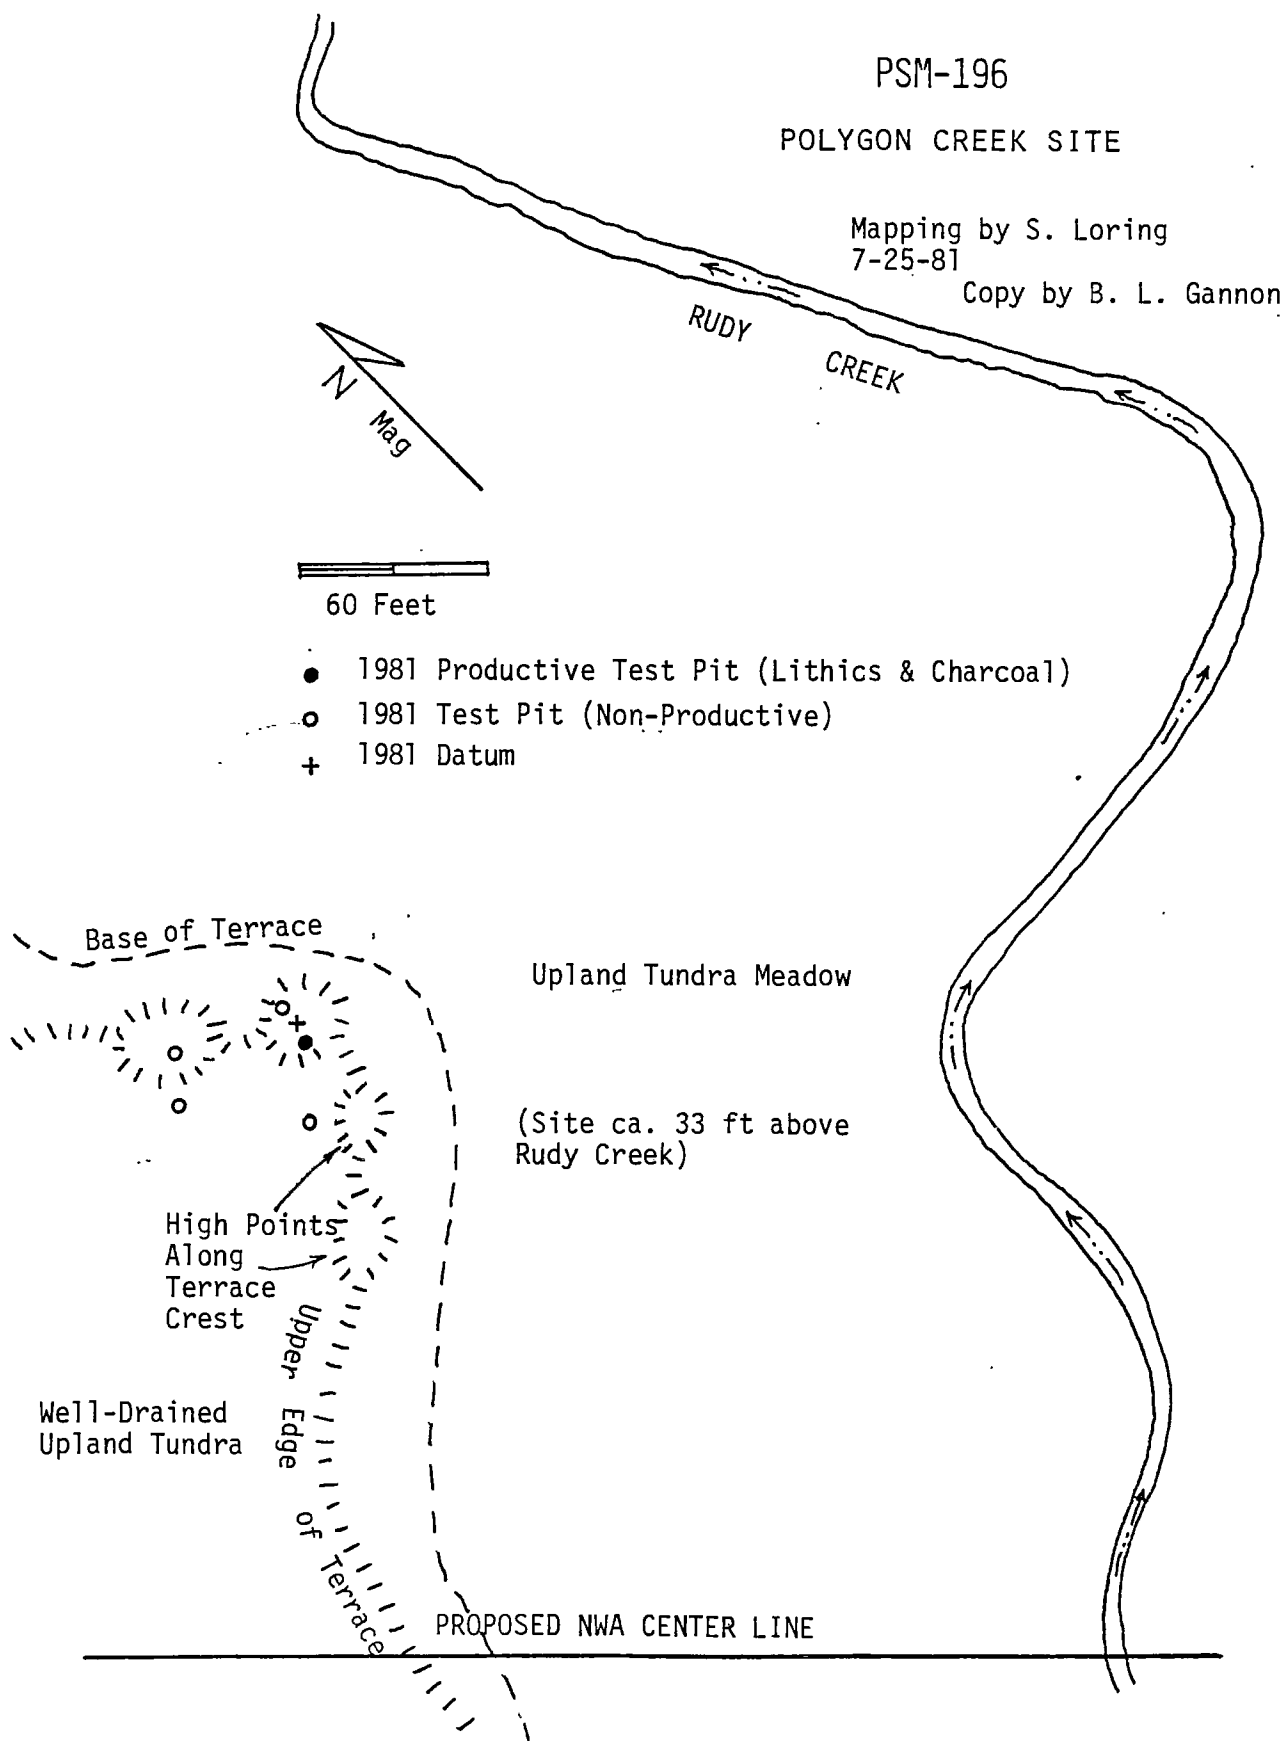 PSM-196
POLYGON CREEK SITE
Mapping by S. Loring
7-25-81
Copy by B. L. Gannon
RUDY CREEK
N Mag
60 Feet
1981 Productive Test Pit (Lithics & Charcoal)
1981 Test Pit (Non-Productive)
1981 Datum
Base of Terrace
Upland Tundra Meadow
(Site ca. 33 ft above
Rudy Creek)
High Points
Along
Terrace
Crest
Upper Edge of Terrace
Well-Drained
Upland Tundra
PROPOSED NWA CENTER LINE